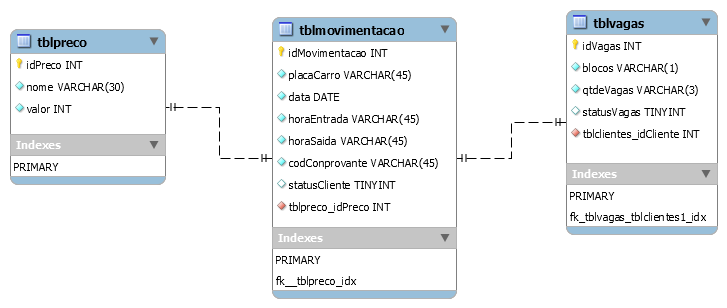 tblpreco
idPreco INT
nome VARCHAR(30)
valor INT
Indexes
PRIMARY
tblmovimentacao
idMovimentacao INT
placaCarro VARCHAR(45)
data DATE
horaEntrada VARCHAR(45)
horaSaida VARCHAR(45)
codConprovante VARCHAR(45)
statusCliente TINYINT
tblpreco_idPreco INT
Indexes
PRIMARY
fk__tblpreco_idx
tblvagas
idVagas INT
blocos VARCHAR(1)
qtdeVagas VARCHAR(3)
statusVagas TINYINT
tblclientes_idCliente INT
Indexes
PRIMARY
fk_tblvagas_tblclientes1_idx